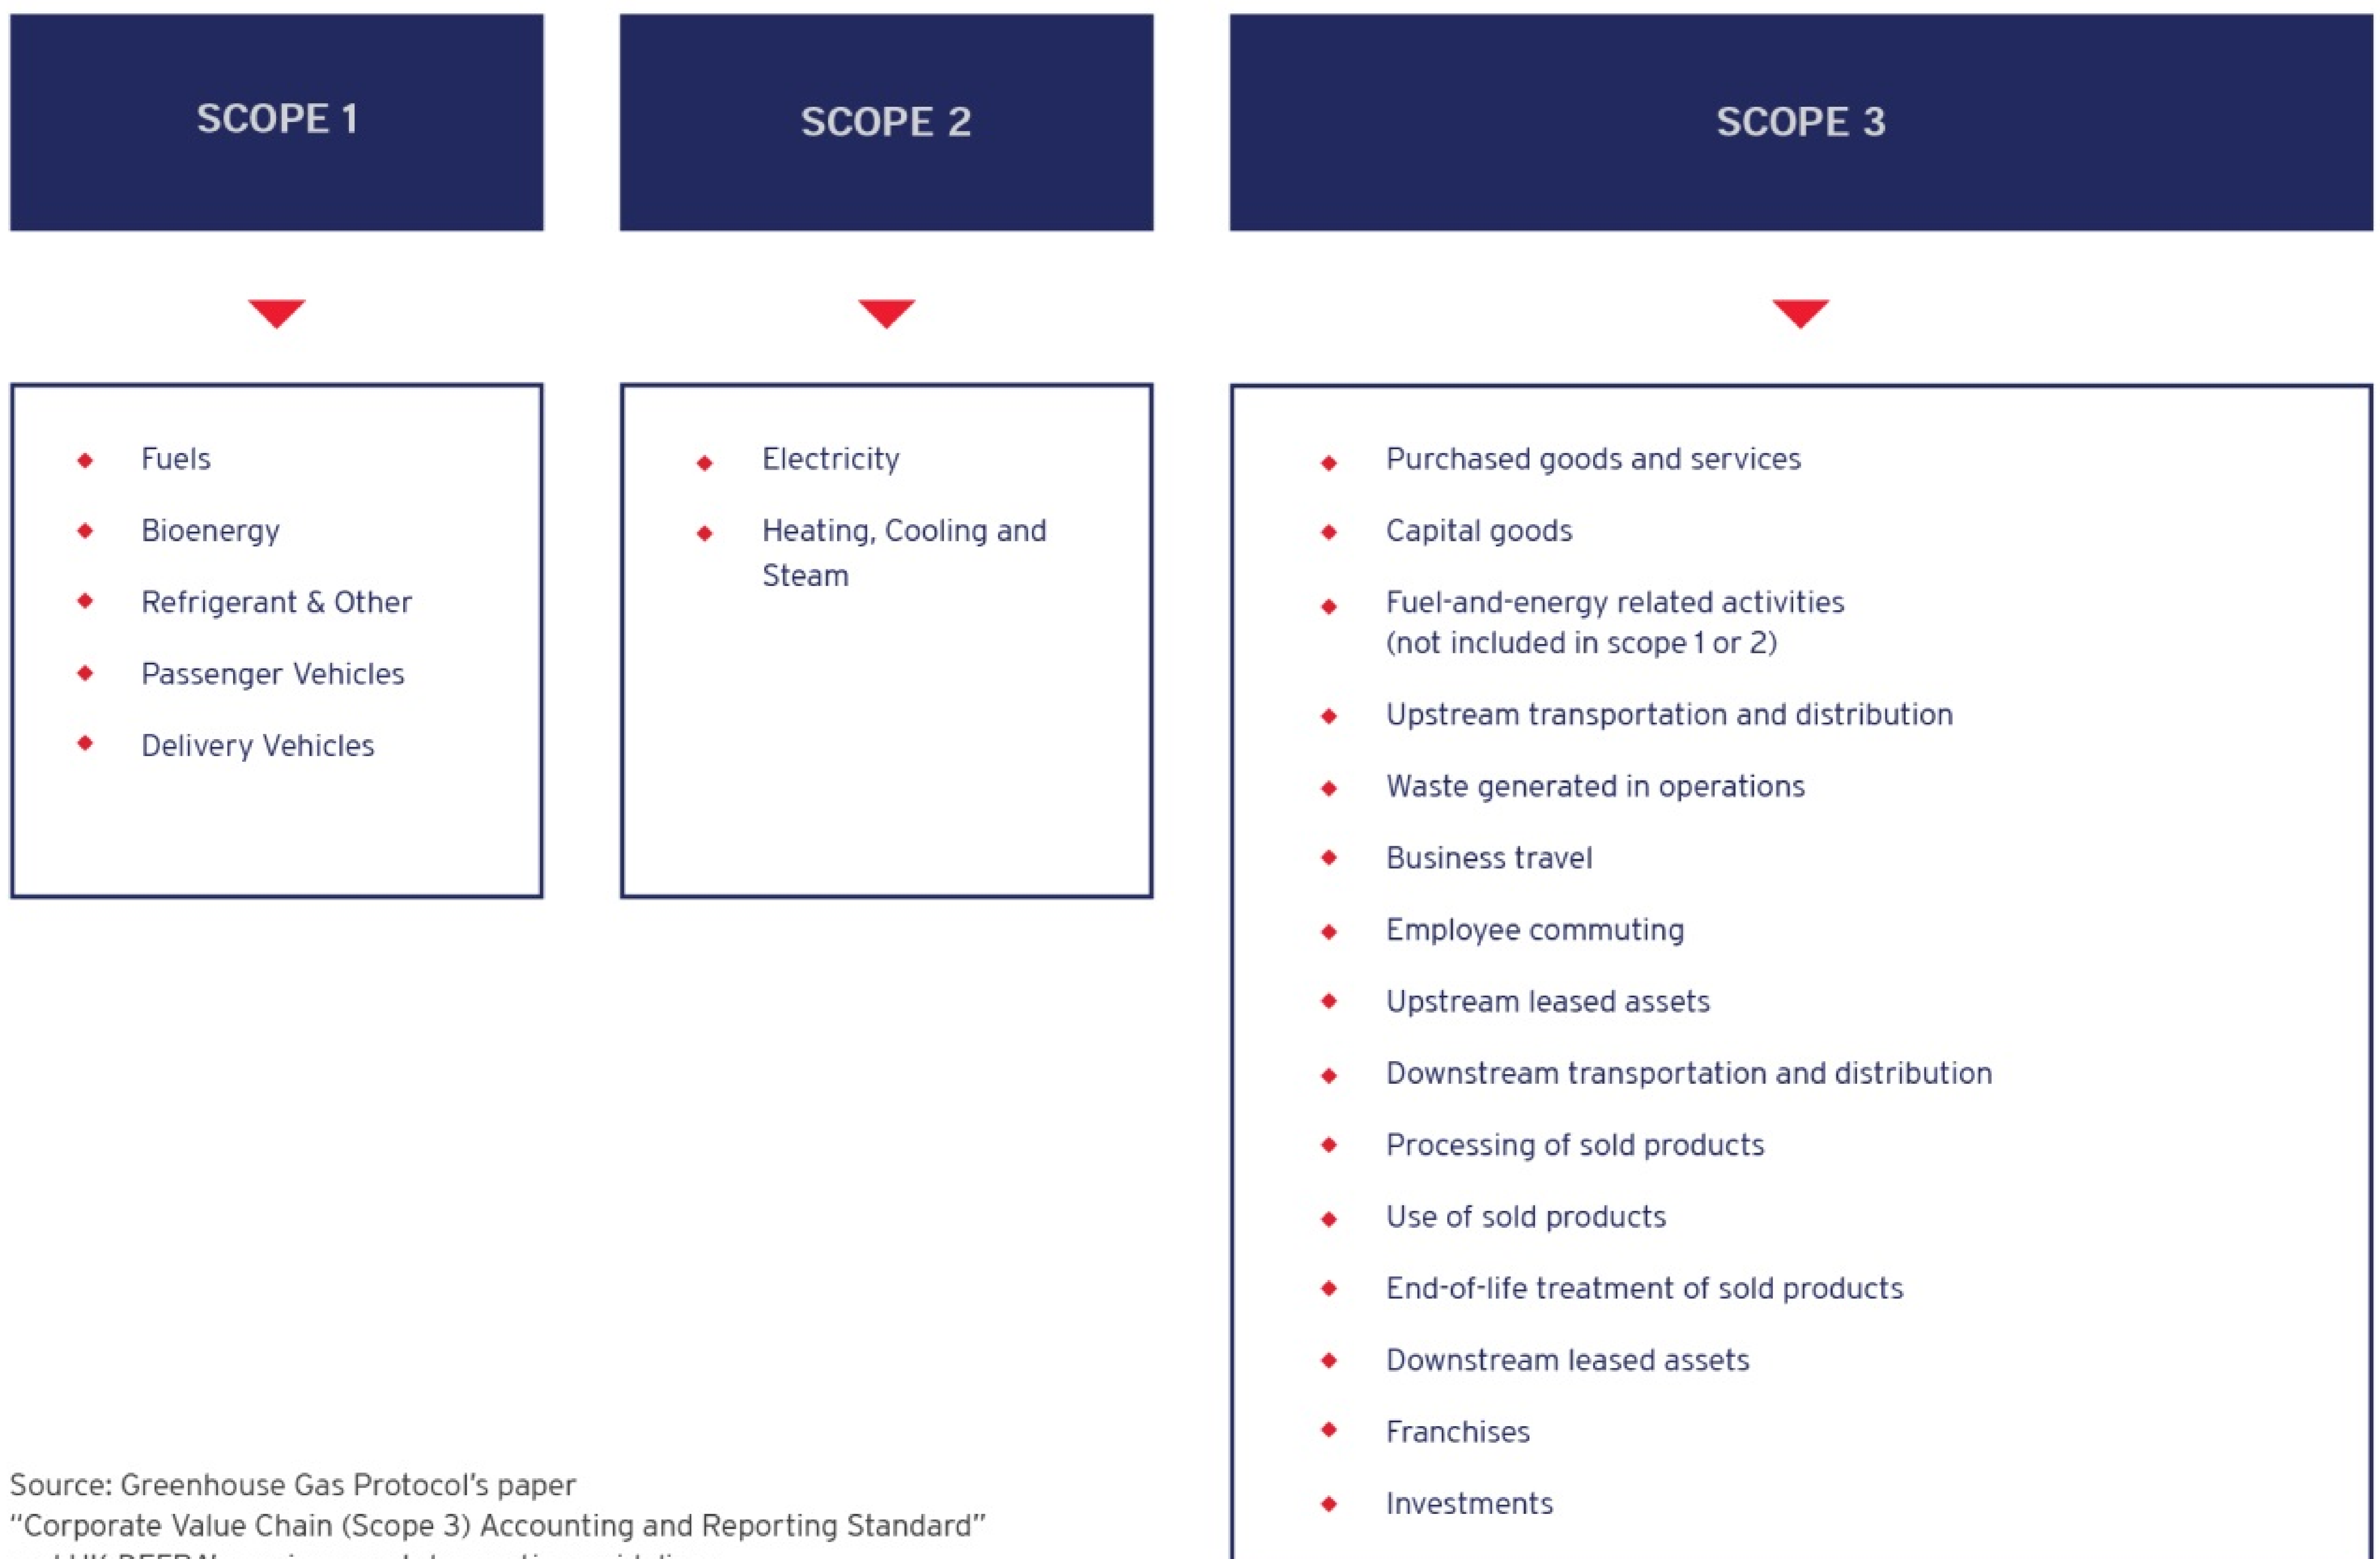 SCOPE 1
SCOPE 2
SCOPE 3
Fuels
Bioenergy
Refrigerant & Other
Passenger Vehicles
Delivery Vehicles
Electricity
Heating, Cooling and
Steam
Purchased goods and services
Capital goods
Fuel-and-energy related activities
(not included in scope 1 or 2)
Upstream transportation and distribution
Waste generated in operations
Business travel
Employee commuting
Upstream leased assets
Downstream transportation and distribution
Processing of sold products
Use of sold products
End-of-life treatment of sold products
Downstream leased assets
Franchises
Investments
Source: Greenhouse Gas Protocol's paper
"Corporate Value Chain (Scope 3) Accounting and Reporting Standard"